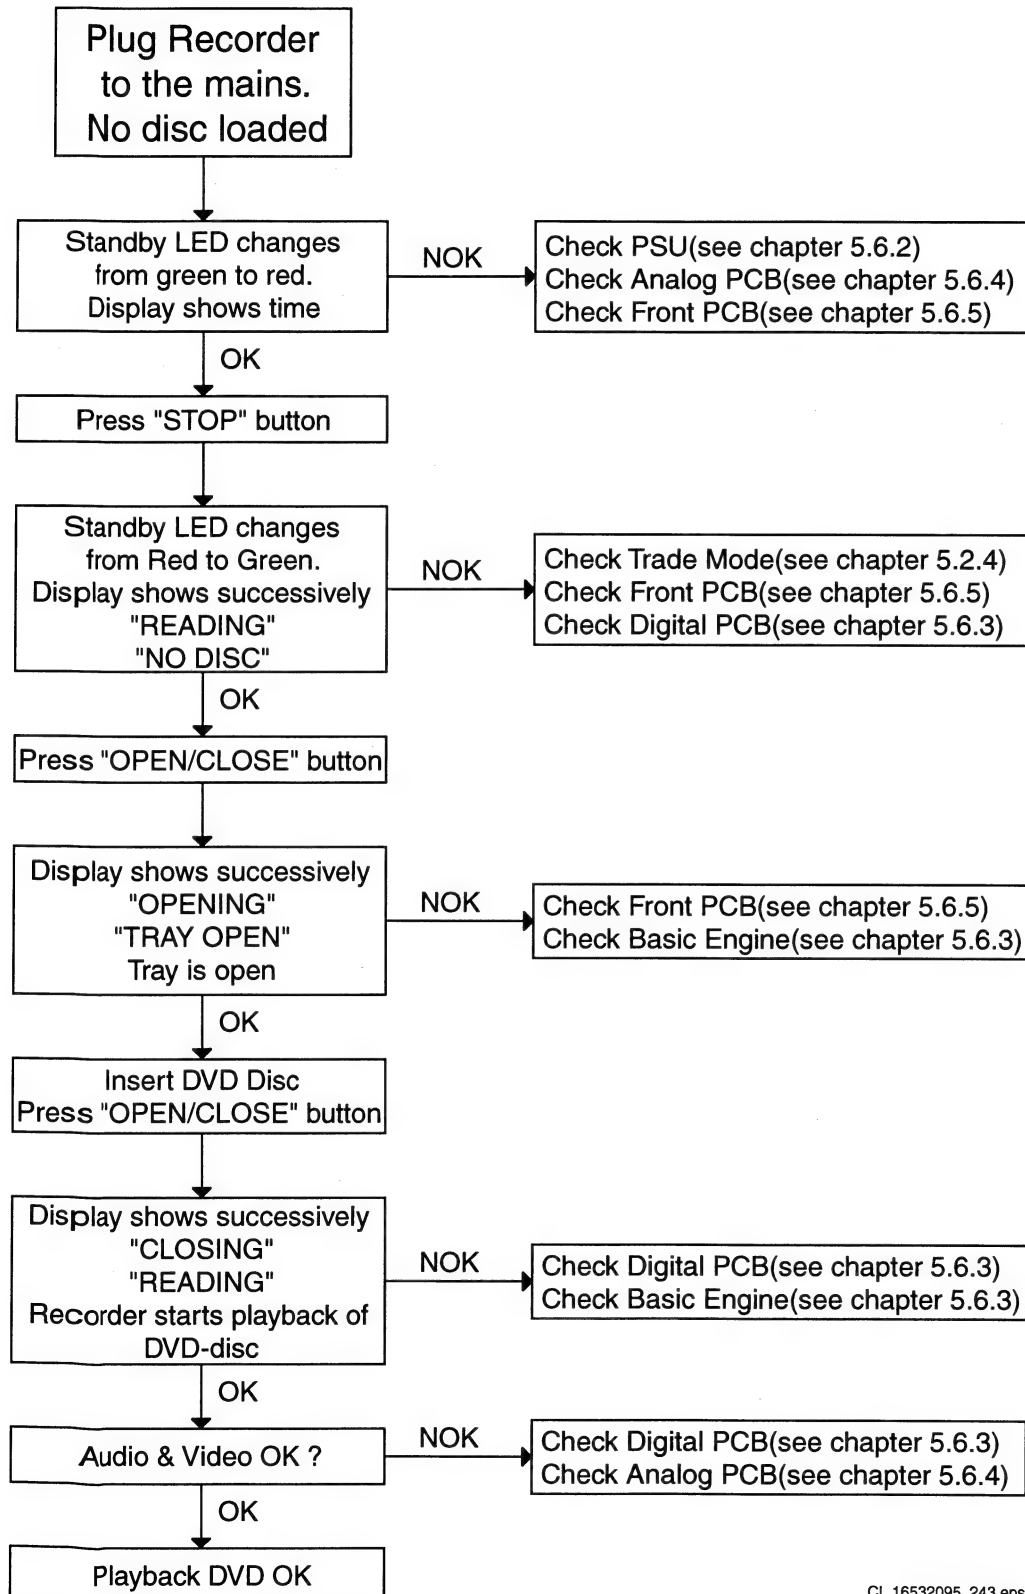 Plug Recorder
to the mains.
No disc loaded
Standby LED changes
from green to red.
Display shows time
NOK
Check PSU(see chapter 5.6.2)
Check Analog PCB(see chapter 5.6.4)
Check Front PCB(see chapter 5.6.5)
OK
Press "STOP" button
Standby LED changes
from Red to Green.
Display shows successively
"READING"
"NO DISC"
NOK
Check Trade Mode(see chapter 5.2.4)
Check Front PCB(see chapter 5.6.5)
Check Digital PCB(see chapter 5.6.3)
OK
Press "OPEN/CLOSE" button
Display shows successively
"OPENING"
"TRAY OPEN"
Tray is open
NOK
Check Front PCB(see chapter 5.6.5)
Check Basic Engine(see chapter 5.6.3)
OK
Insert DVD Disc
Press "OPEN/CLOSE" button
Display shows successively
"CLOSING"
"READING"
Recorder starts playback of
DVD-disc
NOK
Check Digital PCB(see chapter 5.6.3)
Check Basic Engine(see chapter 5.6.3)
OK
Audio & Video OK ?
NOK
Check Digital PCB(see chapter 5.6.3)
Check Analog PCB(see chapter 5.6.4)
OK
Playback DVD OK
CL 16532095_243.eps